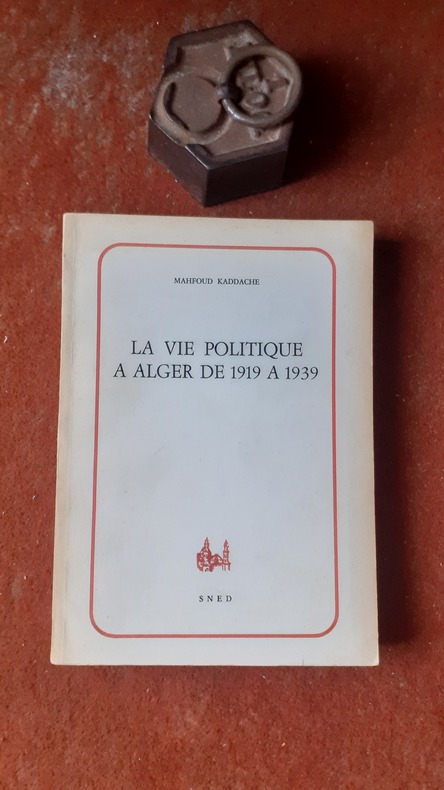 MAHFOUD KADDACHE
LA VIE POLITIQUE
A ALGER DE 1919 A 1939
SNED